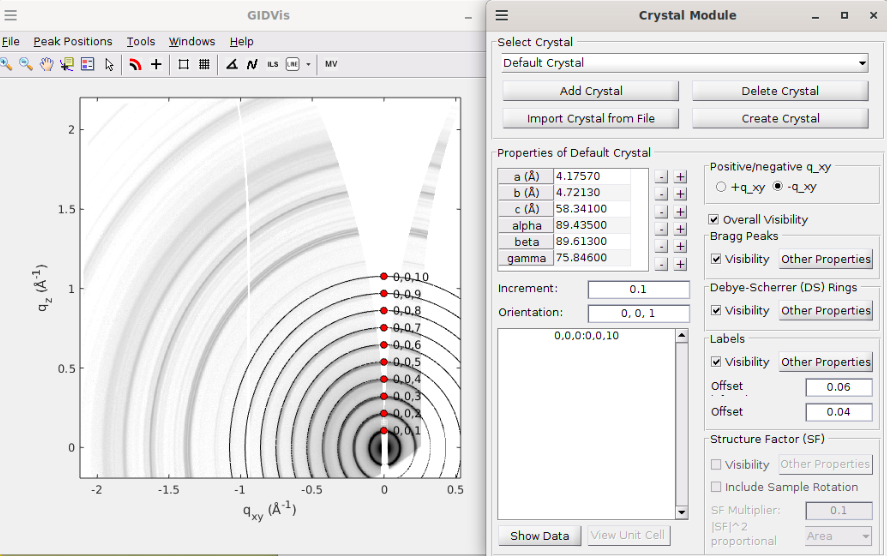 GIDVis
File Peak Positions Tools Windows Help
ILS LRE MV
2
1.5
1
0.5
0
q_z (Å^-1)
0,0,10
0,0,9
0,0,8
0,0,7
0,0,6
0,0,5
0,0,4
0,0,3
0,0,2
0,0,1
-2 -1.5 -1 -0.5 0 0.5
q_xy (Å^-1)
Crystal Module
Select Crystal
Default Crystal
Add Crystal Delete Crystal
Import Crystal from File Create Crystal
Properties of Default Crystal
a (Å) 4.17570 - +
b (Å) 4.72130 - +
c (Å) 58.34100 - +
alpha 89.43500 - +
beta 89.61300 - +
gamma 75.84600 - +
Increment: 0.1
Orientation: 0, 0, 1
0,0,0:0,0,10
Show Data View Unit Cell
Positive/negative q_xy
+q_xy -q_xy
Overall Visibility
Bragg Peaks
Visibility Other Properties
Debye-Scherrer (DS) Rings
Visibility Other Properties
Labels
Visibility Other Properties
Offset 0.06
Offset 0.04
Structure Factor (SF)
Visibility Other Properties
Include Sample Rotation
SF Multiplier: 0.1
|SF|^2
proportional Area